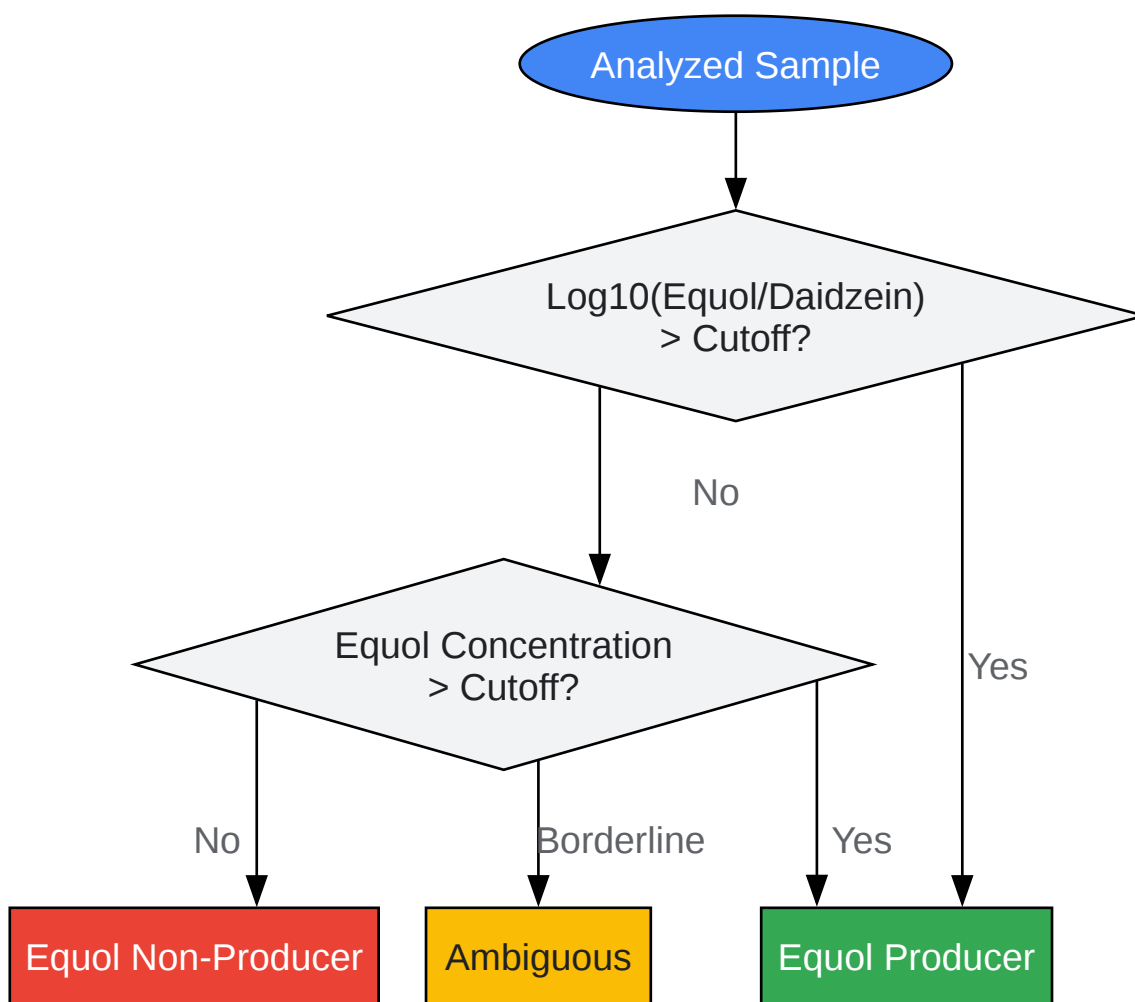 Analyzed Sample
Log10(Equol/Daidzein)
> Cutoff?
No
Equol Concentration
> Cutoff?
Yes
No
Borderline
Yes
Equol Non-Producer
Ambiguous
Equol Producer